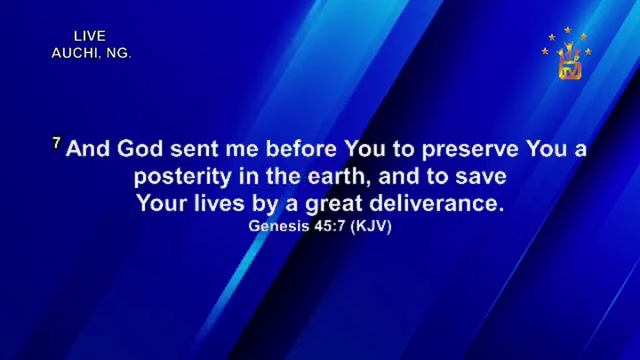 LIVE
AUCHI, NG.
TV
7 And God sent me before You to preserve You a
posterity in the earth, and to save
Your lives by a great deliverance.
Genesis 45:7 (KJV)